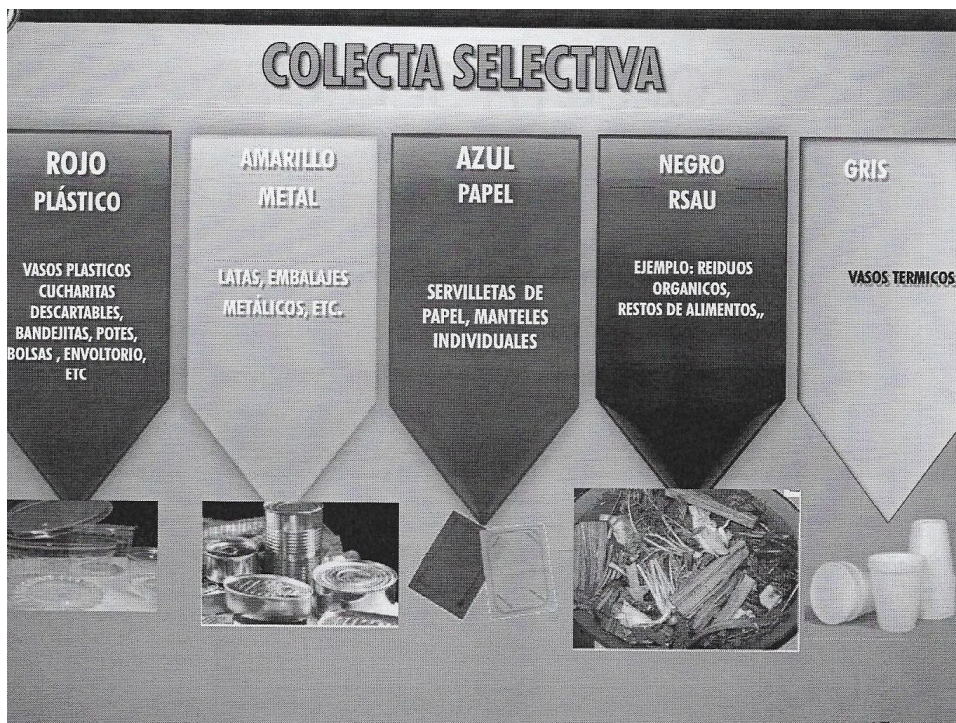 COLECTA SELECTIVA
ROJO
PLÁSTICO
VASOS PLASTICOS
CUCHARITAS
DESCARTABLES,
BANDEJITAS, POTES,
BOLSAS , ENVOLTORIO,
ETC
AMARILLO
METAL
LATAS, EMBALAJES
METÁLICOS, ETC.
AZUL
PAPEL
SERVILLETAS DE
PAPEL, MANTELES
INDIVIDUALES
NEGRO
RSAU
EJEMPLO: REIDUOS
ORGANICOS,
RESTOS DE ALIMENTOS,,
GRIS
VASOS TERMICOS